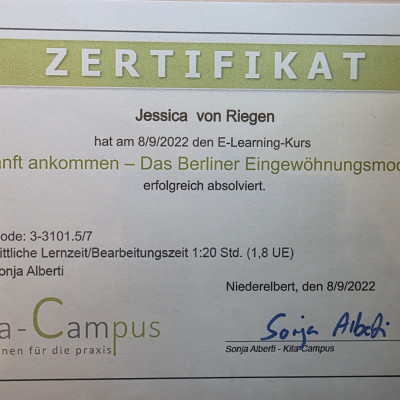 ZERTIFIKAT
Jessica von Riegen
hat am 8/9/2022 den E-Learning-Kurs
nft ankommen – Das Berliner Eingewöhnungsmod
erfolgreich absolviert.
ode: 3-3101.5/7
ittliche Lernzeit/Bearbeitungszeit 1:20 Std. (1,8 UE)
onja Alberti
Niederelbert, den 8/9/2022
a-Campus
nen für die praxis
Sonja Alberti
Sonja Alberti - Kita-Campus